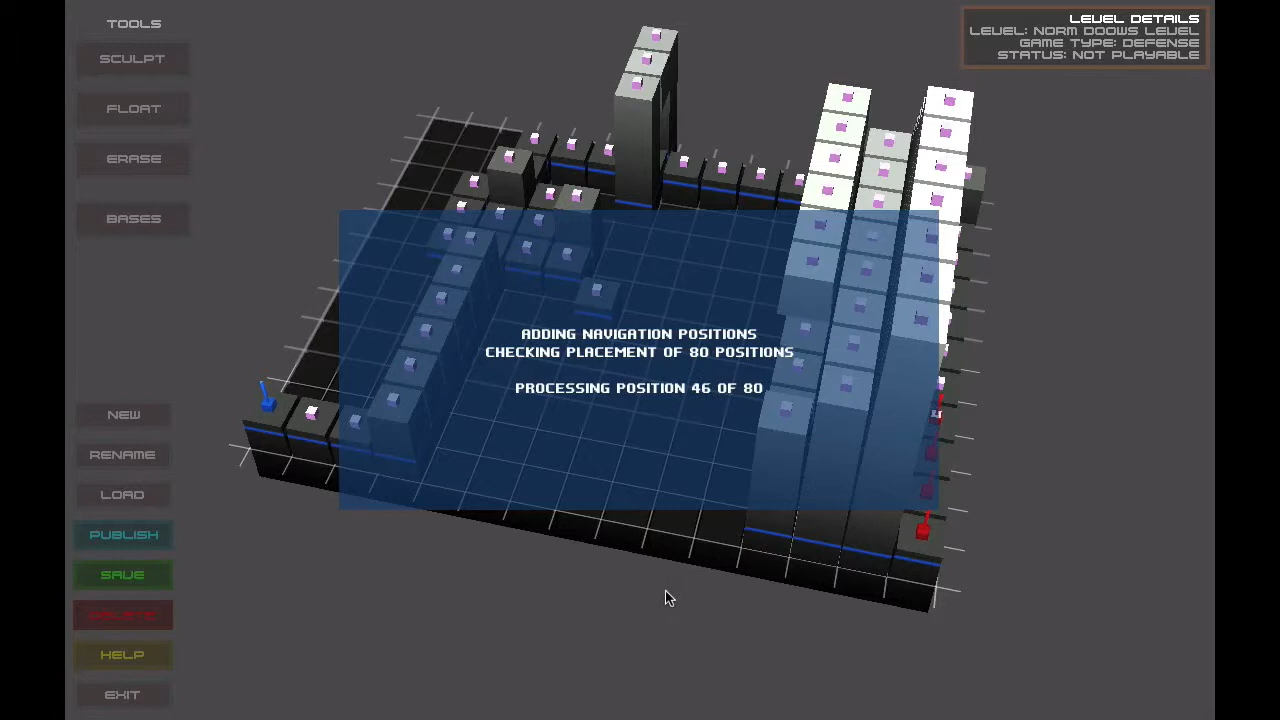 TOOLS
SCULPT
FLOAT
ERASE
BASES
NEW
RENAME
LOAD
PUBLISH
SAVE
DELETE
HELP
EXIT
LEVEL DETAILS
LEVEL: NORM DOOWS LEVEL
GAME TYPE: DEFENSE
STATUS: NOT PLAYABLE
ADDING NAVIGATION POSITIONS
CHECKING PLACEMENT OF 80 POSITIONS
PROCESSING POSITION 46 OF 80